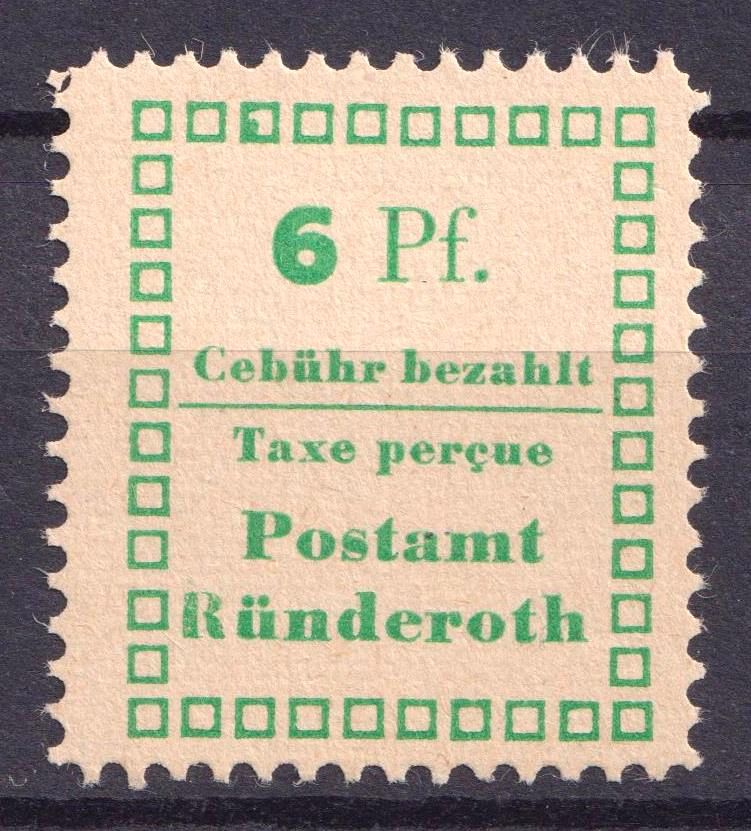 6 Pf.
Cebühr bezahlt
Taxe perçue
Postamt
Ründeroth